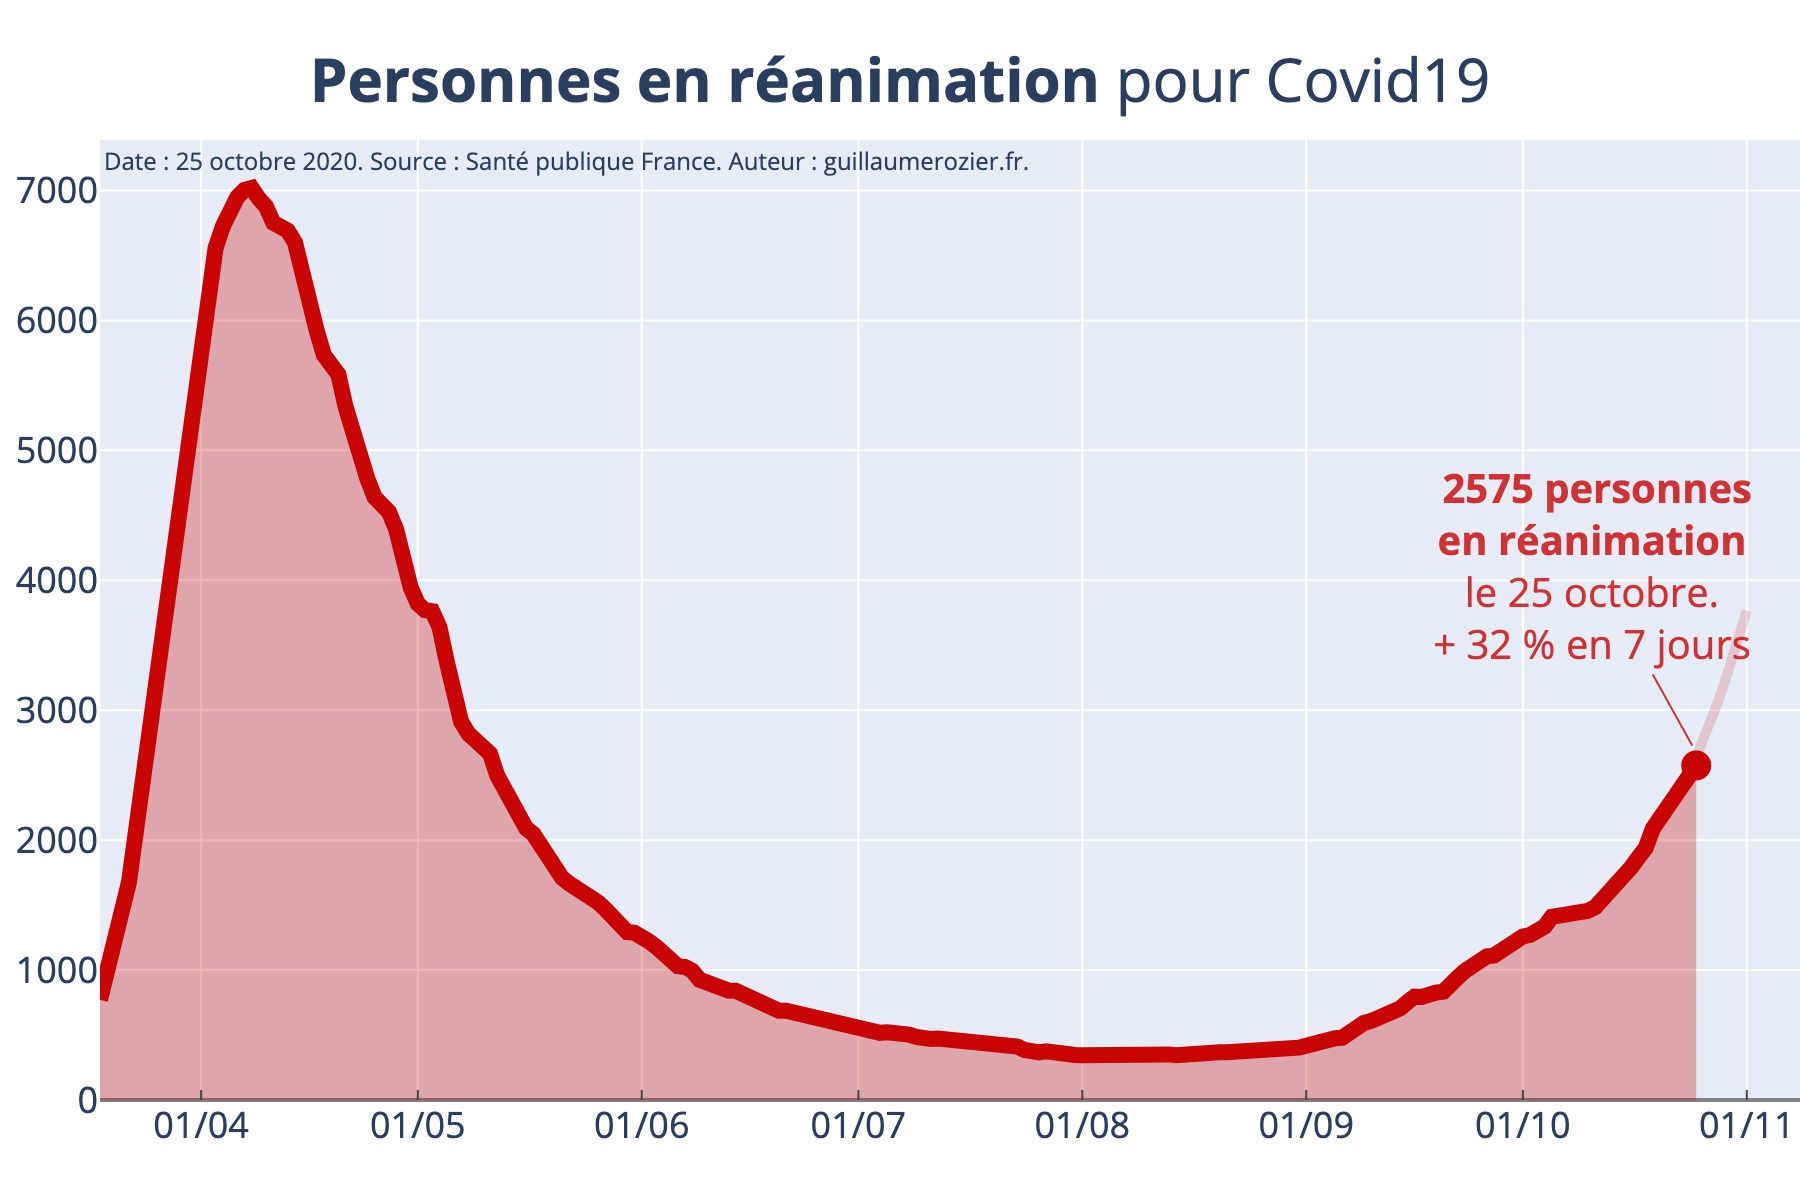 Personnes en réanimation pour Covid19
Date : 25 octobre 2020. Source : Santé publique France. Auteur : guillaumerozier.fr.
7000
6000
5000
4000
3000
2000
1000
0
2575 personnes
en réanimation
le 25 octobre.
+ 32 % en 7 jours
01/04 01/05 01/06 01/07 01/08 01/09 01/10 01/11